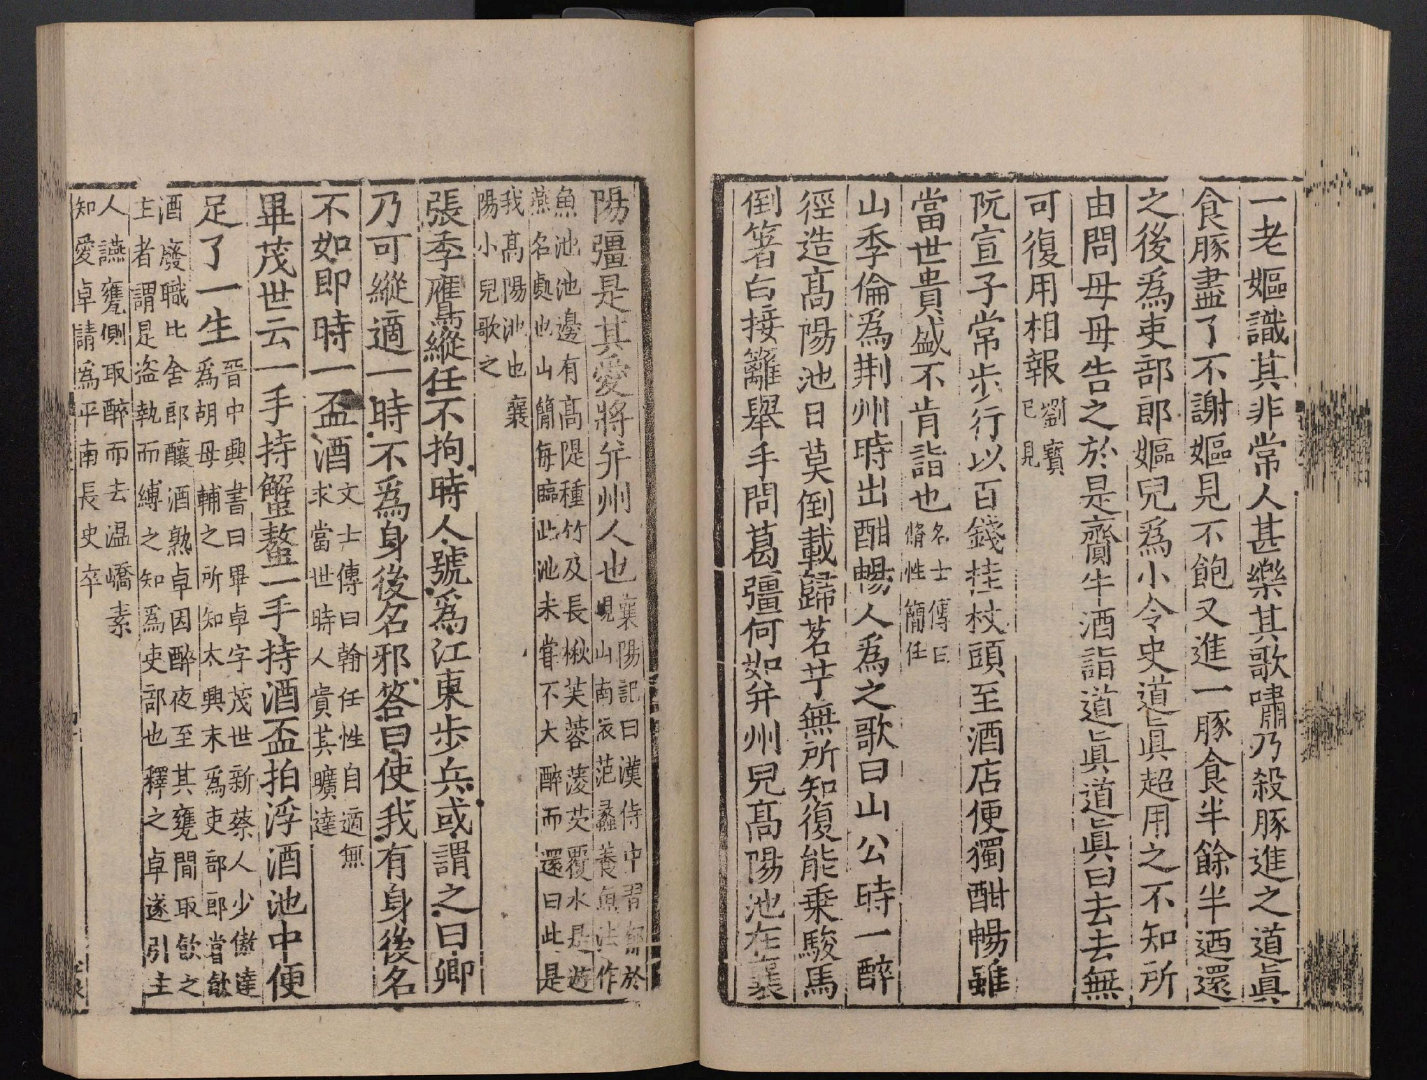 一老嫗識其非常人甚樂其歌嘯乃殺豚進之道眞
食豚盡了不謝嫗見不飽又進一豚食半餘半迺還
之後爲吏部郎嫗兒爲小令史道眞超用之不知所
由問母母告之於是齎牛酒詣道眞道眞曰去去無
可復用相報劉寶
已見
阮宣子常步行以百錢挂杖頭至酒店便獨酣暢雖
當世貴盛不肯詣也名士傳曰
脩性簡任
山季倫爲荆州時出酣暢人爲之歌曰山公時一醉
徑造髙陽池日莫倒載歸茗艼無所知復能乗駿馬
倒箸白接籬舉手問葛彊何如并州兒髙陽池在襄
陽彊是其愛將并州人也襄陽記曰漢侍中習郁於
峴山南依范蠡養魚法作
魚池池邊有髙隄種竹及長楸芙蓉蔆芡覆水是遊
燕名處也山簡每臨此池未嘗不大醉而還曰此是
我髙陽池也襄
陽小兒歌之
張季鷹縱任不拘時人號爲江東步兵或謂之曰卿
乃可縱適一時不爲身後名邪答曰使我有身後名
不如即時一盃酒文士傳曰翰任性自適無
求當世時人貴其曠達
畢茂世云一手持蟹螯一手持酒盃拍浮酒池中便
足了一生晉中興書曰畢卓字茂世新蔡人少傲達
爲胡母輔之所知太興末爲吏部郎嘗飲
酒廢職比舍郎釀酒熟卓因醉夜至其甕間取飲之
主者謂是盗執而縛之知爲吏部也釋之卓遂引主
人讌甕側取醉而去温嶠素
知愛卓請爲平南長史卒